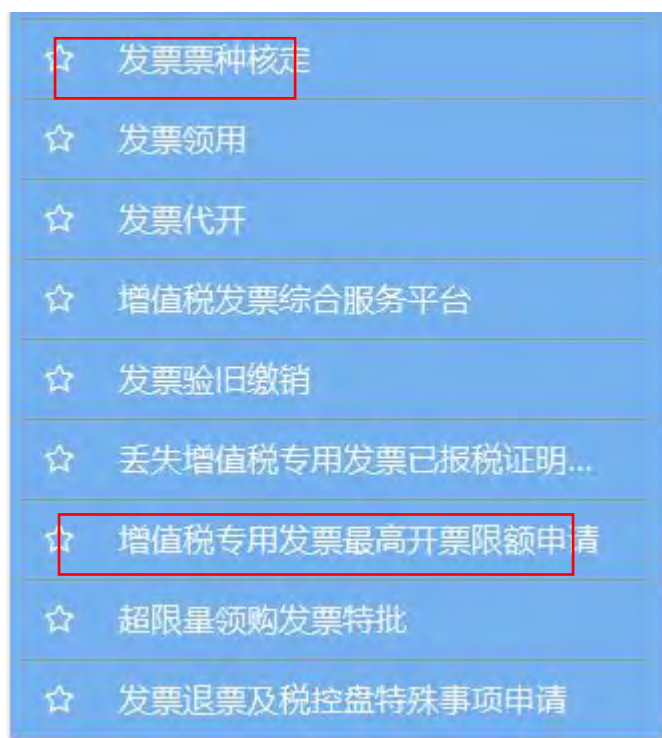 发票票种核定
发票领用
发票代开
增值税发票综合服务平台
发票验旧缴销
丢失增值税专用发票已报税证明...
增值税专用发票最高开票限额申请
超限量领购发票特批
发票退票及税控盘特殊事项申请